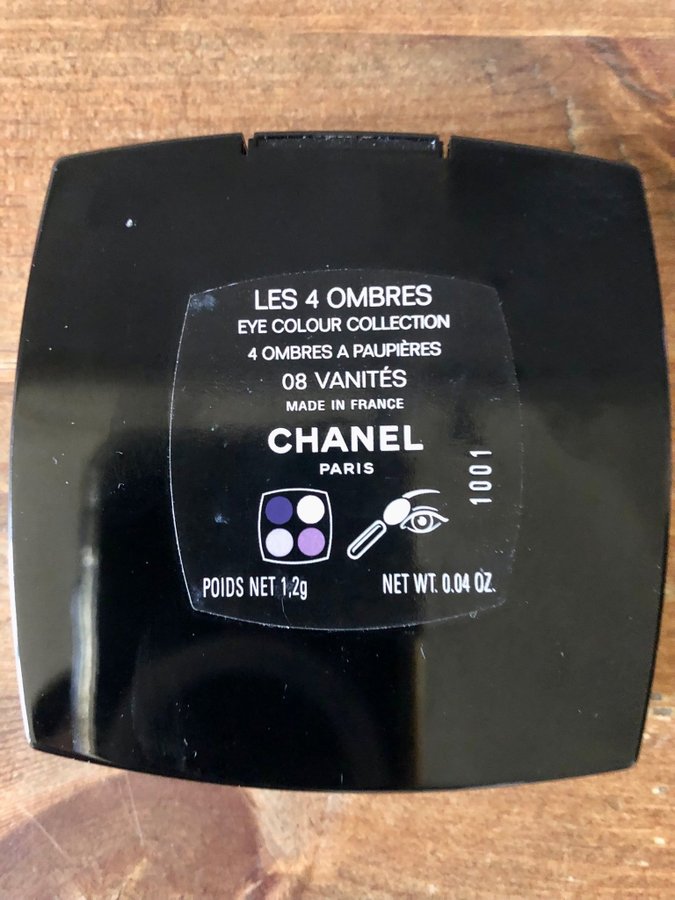 LES 4 OMBRES
EYE COLOUR COLLECTION
4 OMBRES A PAUPIÈRES
08 VANITÉS
MADE IN FRANCE
CHANEL
PARIS
1001
POIDS NET 1,2g
NET WT. 0.04 OZ.